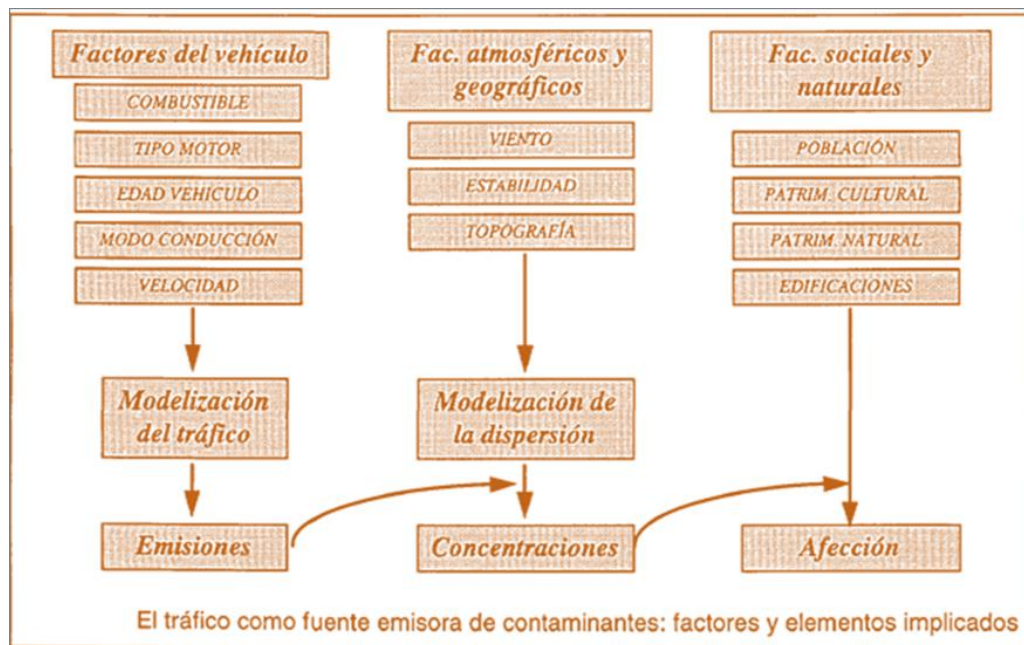 Factores del vehículo
COMBUSTIBLE
TIPO MOTOR
EDAD VEHICULO
MODO CONDUCCIÓN
VELOCIDAD
Modelización
del tráfico
Emisiones
Fac. atmosféricos y
geográficos
VIENTO
ESTABILIDAD
TOPOGRAFÍA
Modelización de
la dispersión
Concentraciones
Fac. sociales y
naturales
POBLACIÓN
PATRIM. CULTURAL
PATRIM. NATURAL
EDIFICACIONES
Afección
El tráfico como fuente emisora de contaminantes: factores y elementos implicados